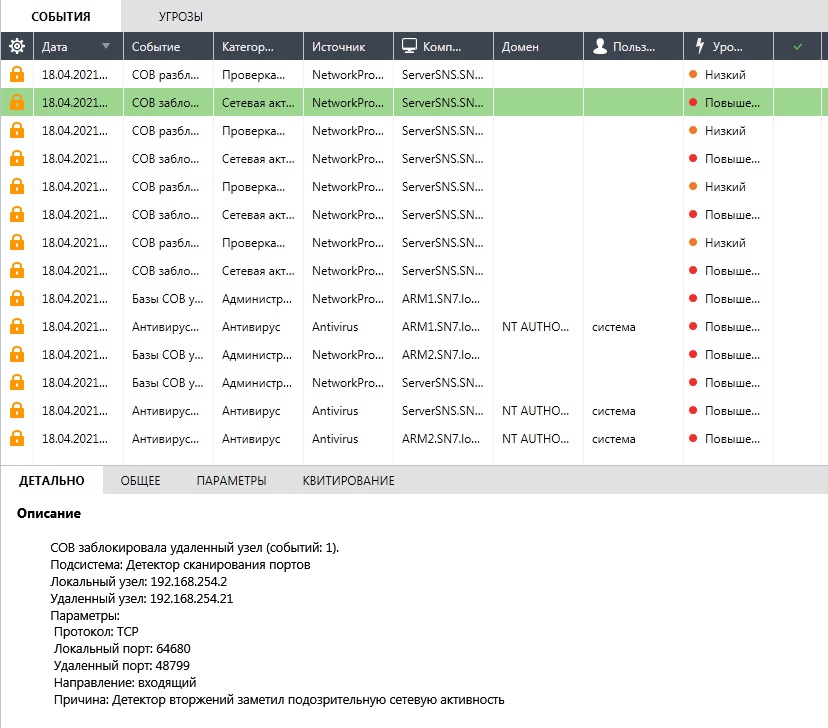 СОБЫТИЯ УГРОЗЫ
Дата Событие Категор... Источник Комп... Домен Польз... Уро...
18.04.2021... СОВ разбл... Проверка... NetworkPro... ServerSNS.SN... Низкий
18.04.2021... СОВ забло... Сетевая акт... NetworkPro... ServerSNS.SN... Повыше...
18.04.2021... СОВ разбл... Проверка... NetworkPro... ServerSNS.SN... Низкий
18.04.2021... СОВ забло... Сетевая акт... NetworkPro... ServerSNS.SN... Повыше...
18.04.2021... СОВ разбл... Проверка... NetworkPro... ServerSNS.SN... Низкий
18.04.2021... СОВ забло... Сетевая акт... NetworkPro... ServerSNS.SN... Повыше...
18.04.2021... СОВ разбл... Проверка... NetworkPro... ServerSNS.SN... Низкий
18.04.2021... СОВ забло... Сетевая акт... NetworkPro... ServerSNS.SN... Повыше...
18.04.2021... Базы СОВ у... Администр... NetworkPro... ARM1.SN7.lo... Повыше...
18.04.2021... Антивирус... Антивирус Antivirus ARM1.SN7.lo... NT AUTHO... система Повыше...
18.04.2021... Базы СОВ у... Администр... NetworkPro... ARM2.SN7.lo... Повыше...
18.04.2021... Базы СОВ у... Администр... NetworkPro... ServerSNS.SN... Повыше...
18.04.2021... Антивирус... Антивирус Antivirus ServerSNS.SN... NT AUTHO... система Повыше...
18.04.2021... Антивирус... Антивирус Antivirus ARM2.SN7.lo... NT AUTHO... система Повыше...
ДЕТАЛЬНО ОБЩЕЕ ПАРАМЕТРЫ КВИТИРОВАНИЕ
Описание
СОВ заблокировала удаленный узел (событий: 1).
Подсистема: Детектор сканирования портов
Локальный узел: 192.168.254.2
Удаленный узел: 192.168.254.21
Параметры:
Протокол: TCP
Локальный порт: 64680
Удаленный порт: 48799
Направление: входящий
Причина: Детектор вторжений заметил подозрительную сетевую активность